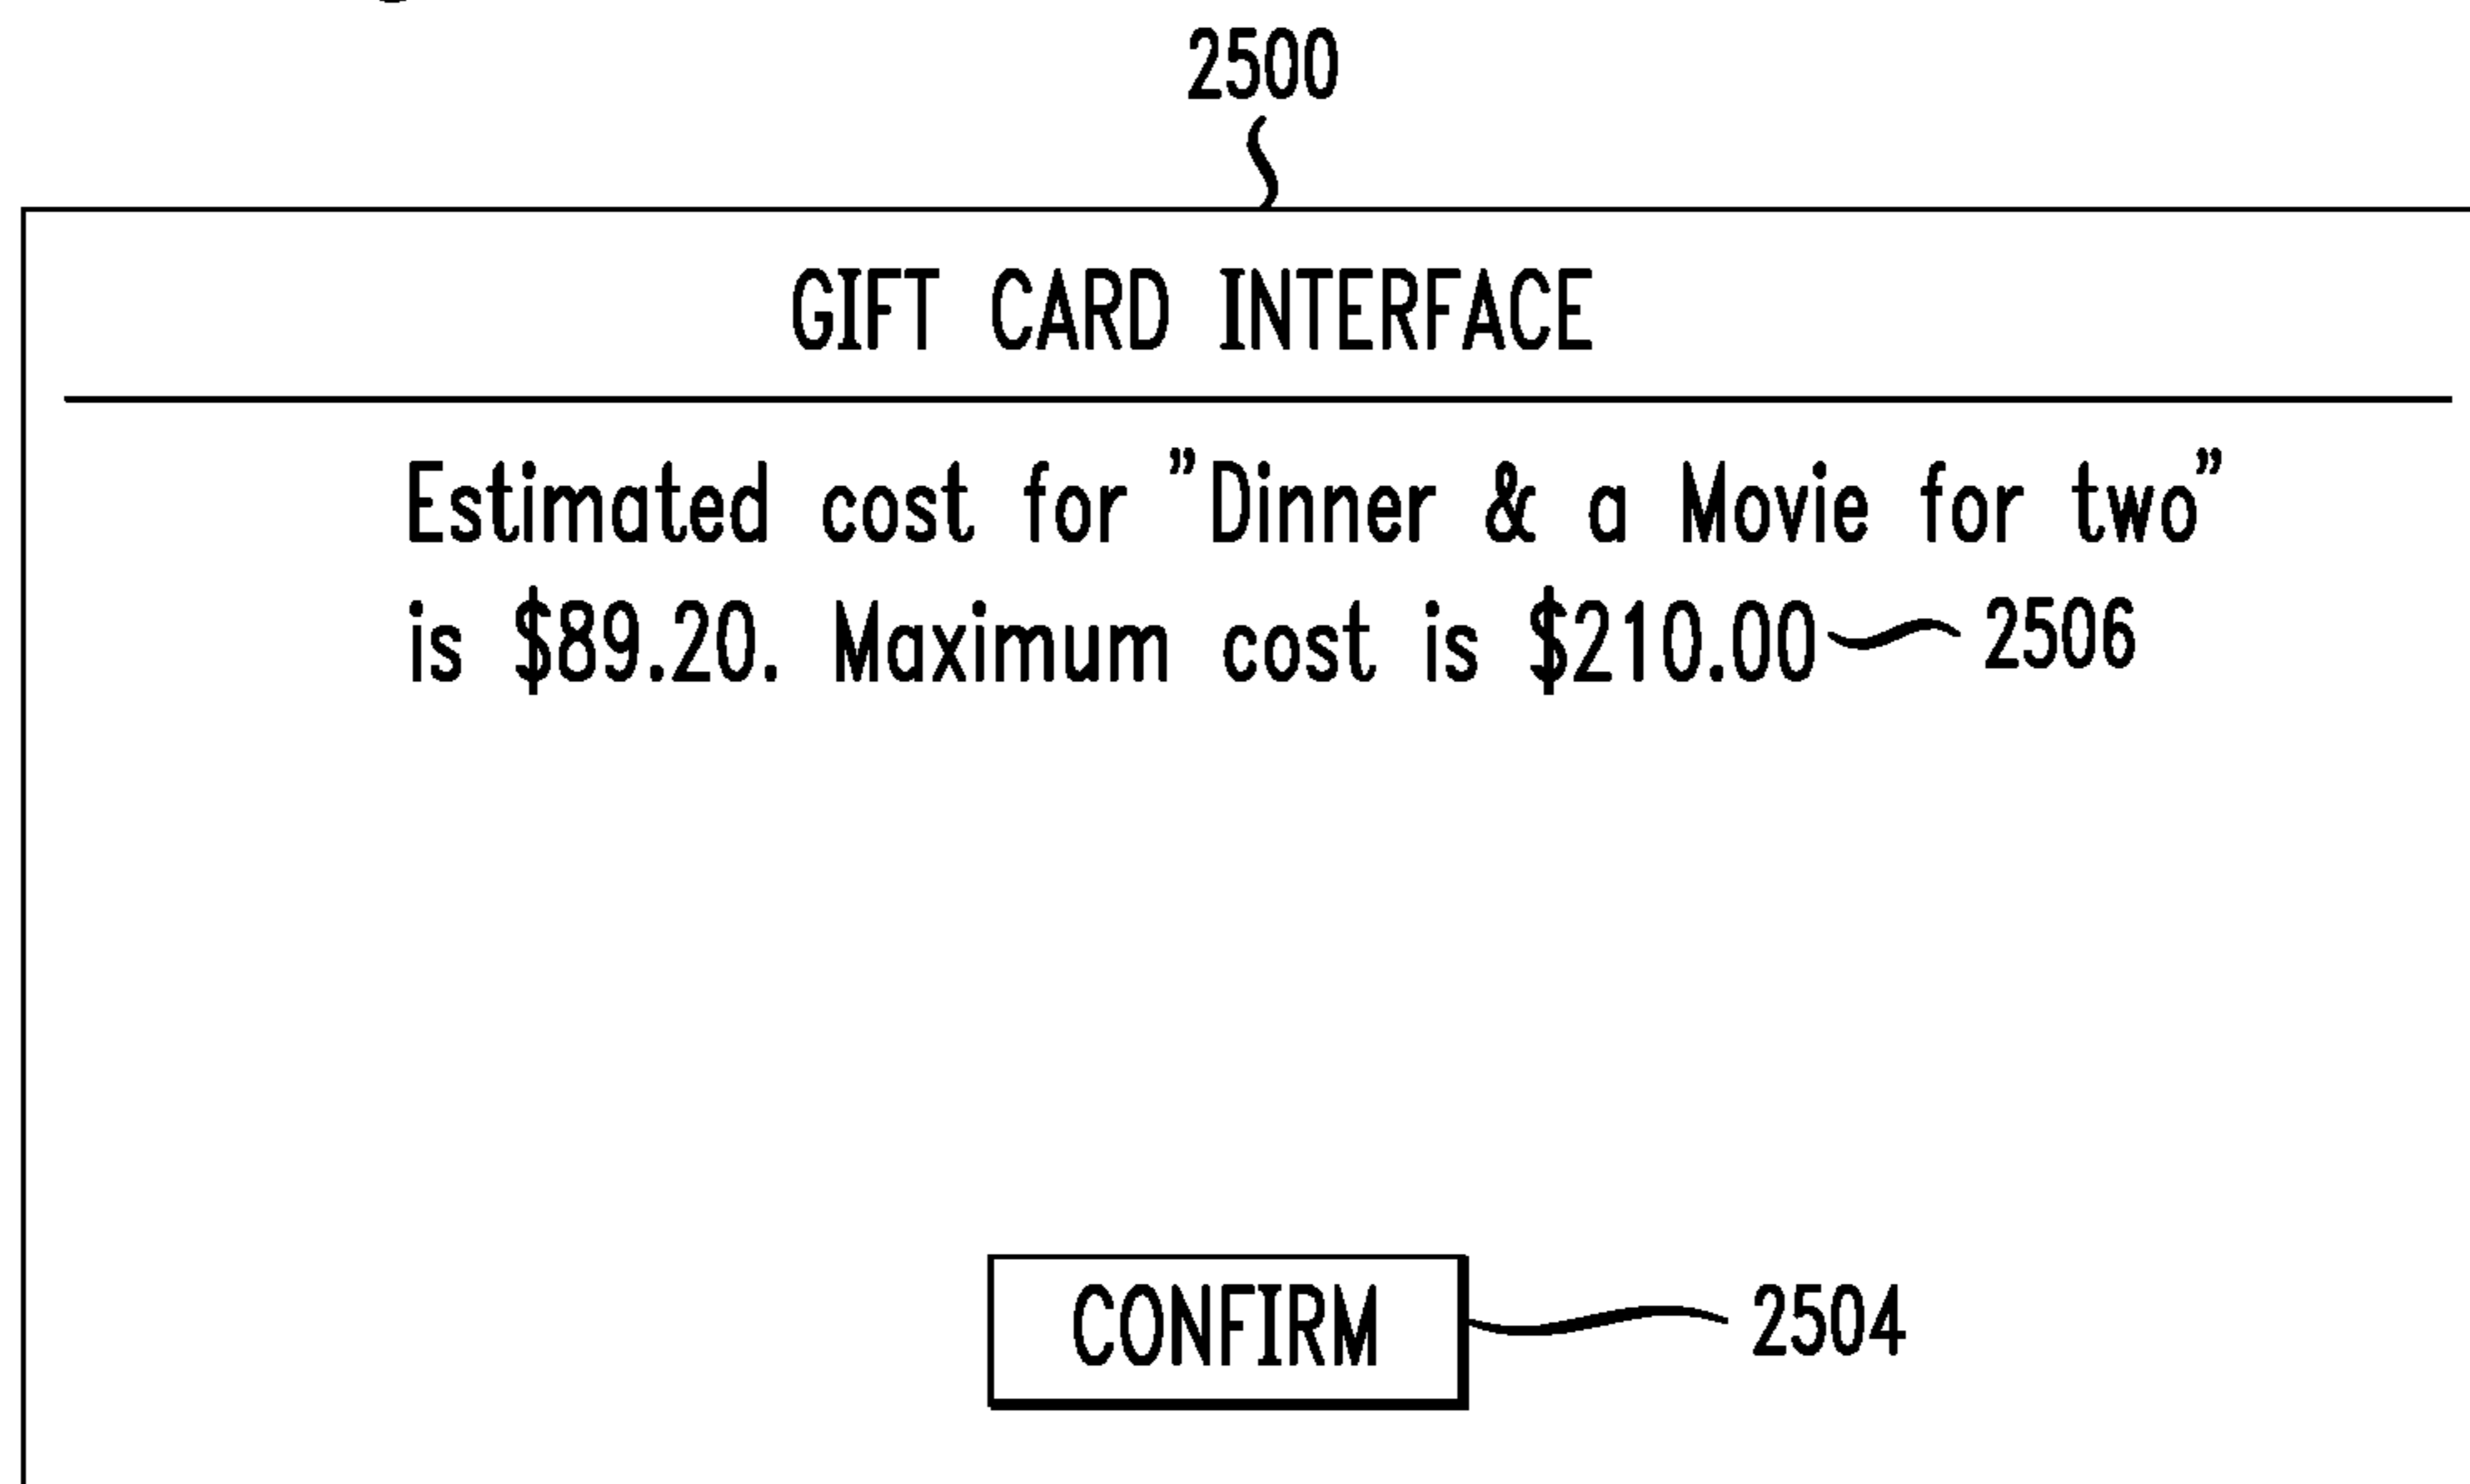 2500
GIFT CARD INTERFACE
Estimated cost for "Dinner & a Movie for two"
is $89.20. Maximum cost is $210.00 2506
CONFIRM 2504